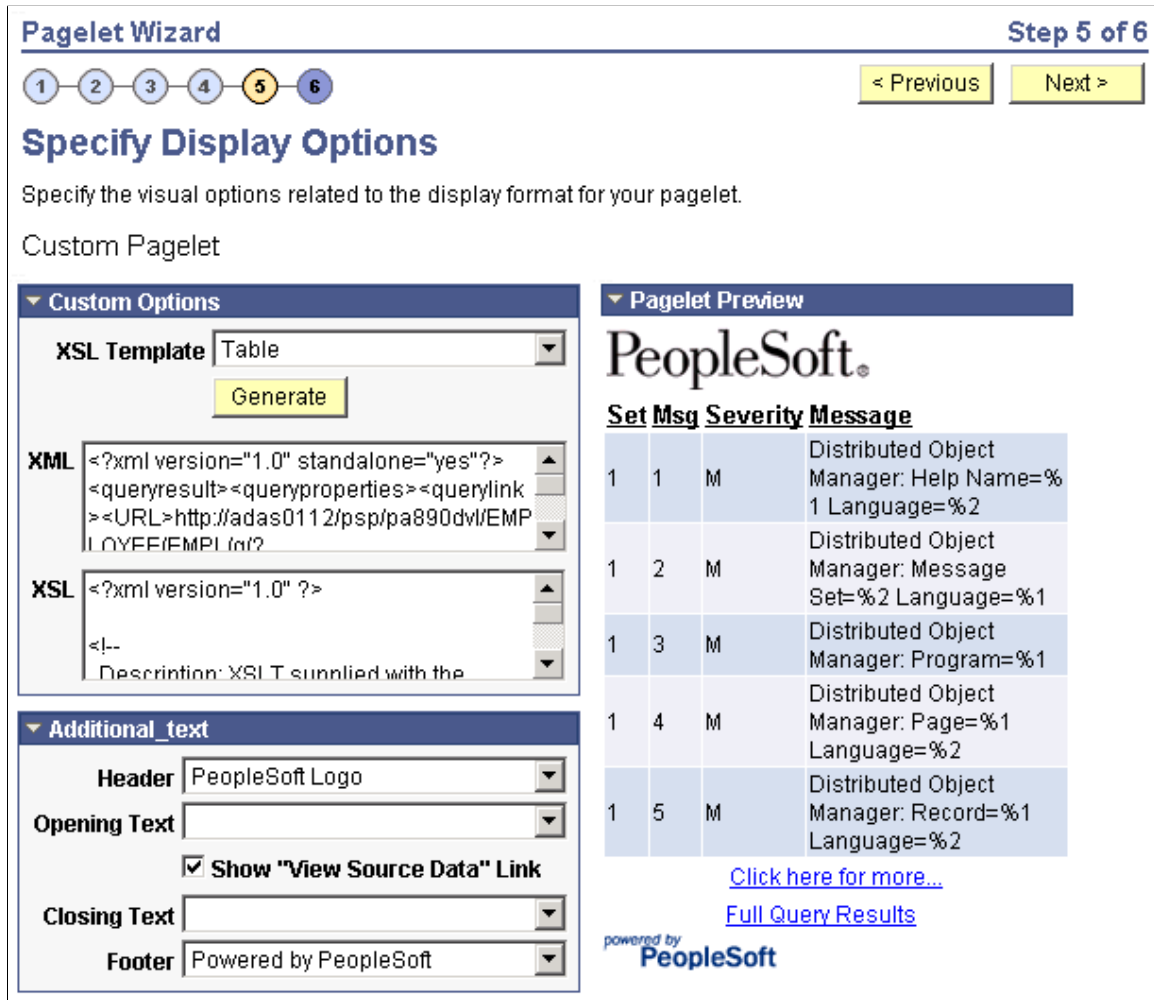 Pagelet Wizard
Step 5 of 6
1 2 3 4 5 6
< Previous
Next >
Specify Display Options
Specify the visual options related to the display format for your pagelet.
Custom Pagelet
Custom Options
XSL Template Table
Generate
XML <?xml version="1.0" standalone="yes"?>
<queryresult><queryproperties><querylink
><URL>http://adas0112/psp/pa890dvl/EMP
LOYEE/EMPL/q/?
XSL <?xml version="1.0" ?>
<!--
Description: XSLT supplied with the
Additional_text
Header PeopleSoft Logo
Opening Text
Show "View Source Data" Link
Closing Text
Footer Powered by PeopleSoft
Pagelet Preview
PeopleSoft®
Set Msg Severity Message
1 1 M Distributed Object
Manager: Help Name=%
1 Language=%2
1 2 M Distributed Object
Manager: Message
Set=%2 Language=%1
1 3 M Distributed Object
Manager: Program=%1
1 4 M Distributed Object
Manager: Page=%1
Language=%2
1 5 M Distributed Object
Manager: Record=%1
Language=%2
Click here for more...
Full Query Results
powered by
PeopleSoft